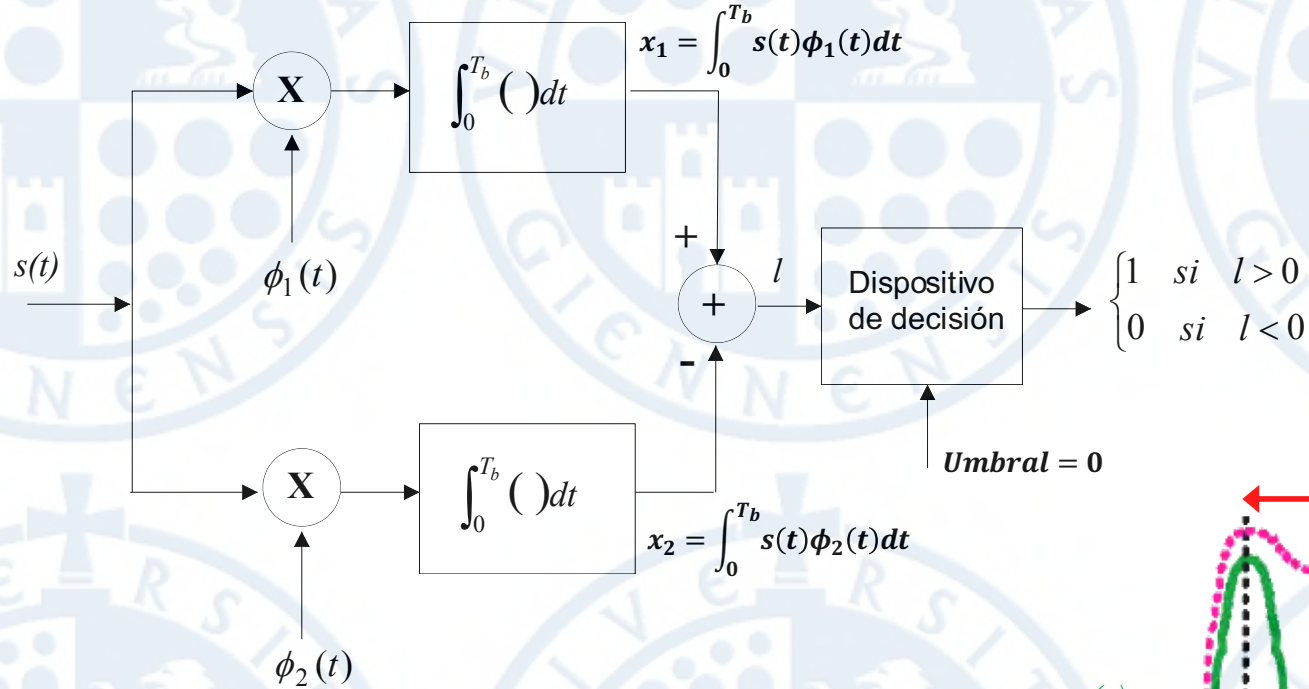 x₁ = ∫₀^{T_b} s(t)ϕ₁(t)dt
X
∫₀^{T_b} ( )dt
s(t)
ϕ₁(t)
+
l
+
-
Dispositivo
de decisión
{1 si l > 0
0 si l < 0
Umbral = 0
X
∫₀^{T_b} ( )dt
x₂ = ∫₀^{T_b} s(t)ϕ₂(t)dt
ϕ₂(t)